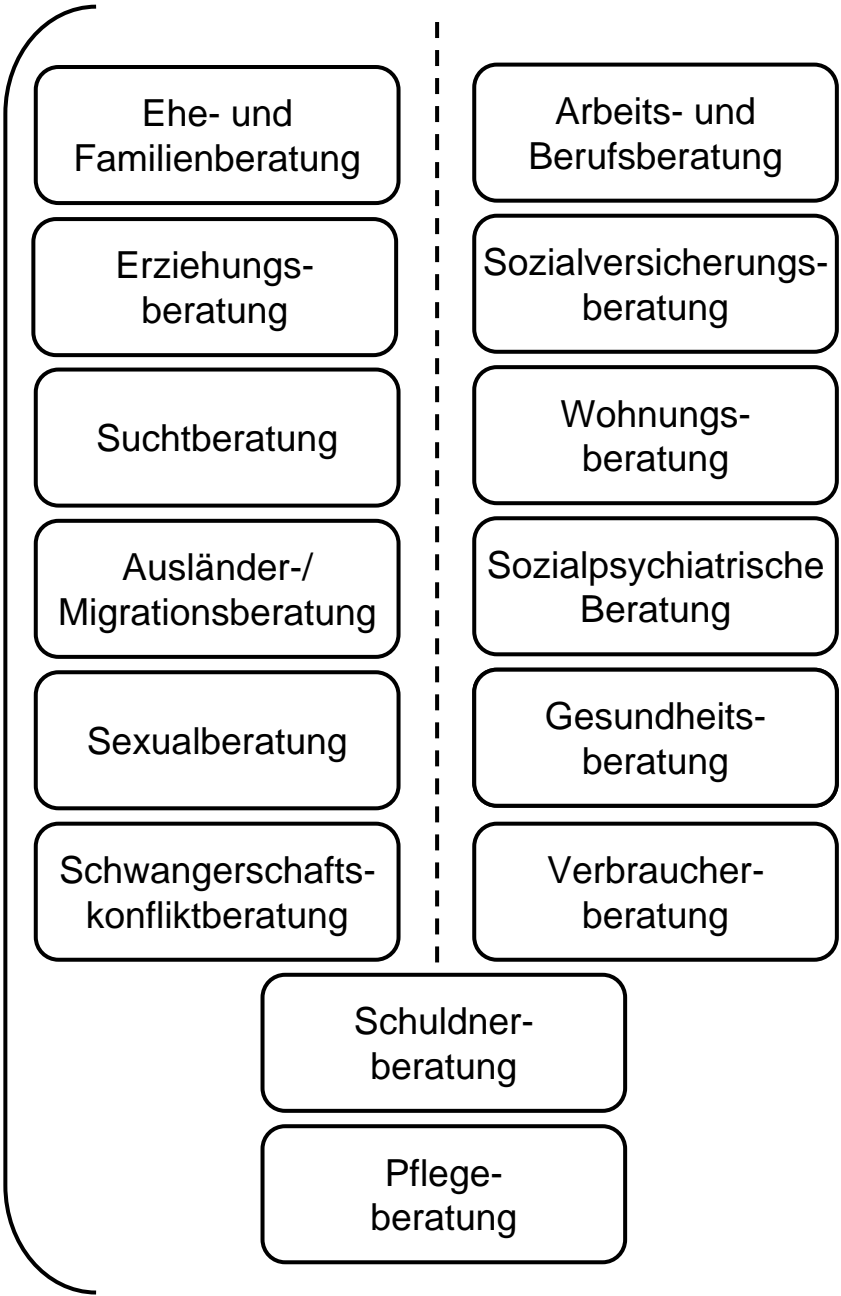 Ehe- und
Familienberatung
Erziehungs-
beratung
Suchtberatung
Ausländer-/
Migrationsberatung
Sexualberatung
Schwangerschafts-
konfliktberatung
Arbeits- und
Berufsberatung
Sozialversicherungs-
beratung
Wohnungs-
beratung
Sozialpsychiatrische
Beratung
Gesundheits-
beratung
Verbraucher-
beratung
Schuldner-
beratung
Pflege-
beratung